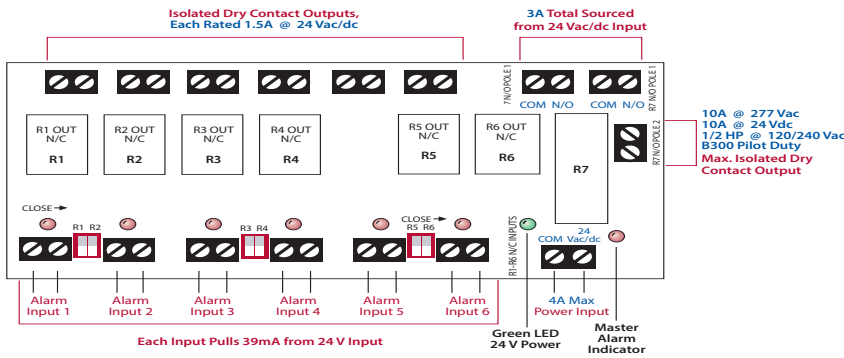 Isolated Dry Contact Outputs,
Each Rated 1.5A @ 24 Vac/dc
3A Total Sourced
from 24 Vac/dc Input
7 N/O POLE 1
COM N/O
COM N/O
R7 N/O POLE 1
R1 OUT
N/C
R1
R2 OUT
N/C
R2
R3 OUT
N/C
R3
R4 OUT
N/C
R4
R5 OUT
N/C
R5
R6 OUT
N/C
R6
R7
R7 N/O POLE 2
10A @ 277 Vac
10A @ 24 Vdc
1/2 HP @ 120/240 Vac
B300 Pilot Duty
Max. Isolated Dry
Contact Output
CLOSE
R1 R2
R3 R4
CLOSE
R5 R6
R1-R6 N/C INPUTS
24
COM Vac/dc
Alarm
Input 1
Alarm
Input 2
Alarm
Input 3
Alarm
Input 4
Alarm
Input 5
Alarm
Input 6
4A Max
Power Input
Each Input Pulls 39mA from 24 V Input
Green LED
24 V Power
Master
Alarm
Indicator